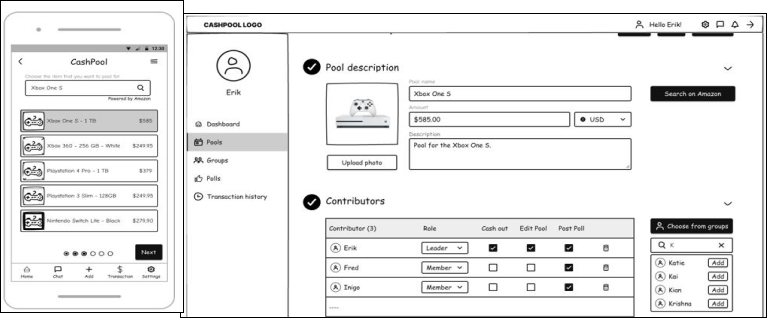 12:30
CashPool
Choose the item that you want to pool for
Xbox One S
Powered by Amazon
Xbox One S - 1 TB $585
Xbox 360 - 256 GB - White $249.95
Playstation 4 Pro - 1 TB $379
Playstation 3 Slim - 128GB $249.95
Nintendo Switch Lite - Black $279.90
Next
Home Chat Add Transaction Settings
CASHPOOL LOGO
Hello Erik!
Erik
Dashboard
Pools
Groups
Polls
Transaction history
Pool description
Pool name
Xbox One S
Search on Amazon
Amount
$585.00 USD
Description
Pool for the Xbox One S.
Upload photo
Contributors
Contributor (3) Role Cash out Edit Pool Post Poll
Erik Leader
Fred Member
Inigo Member
....
Choose from groups
K
Katie Add
Kai Add
Kian Add
Krishna Add